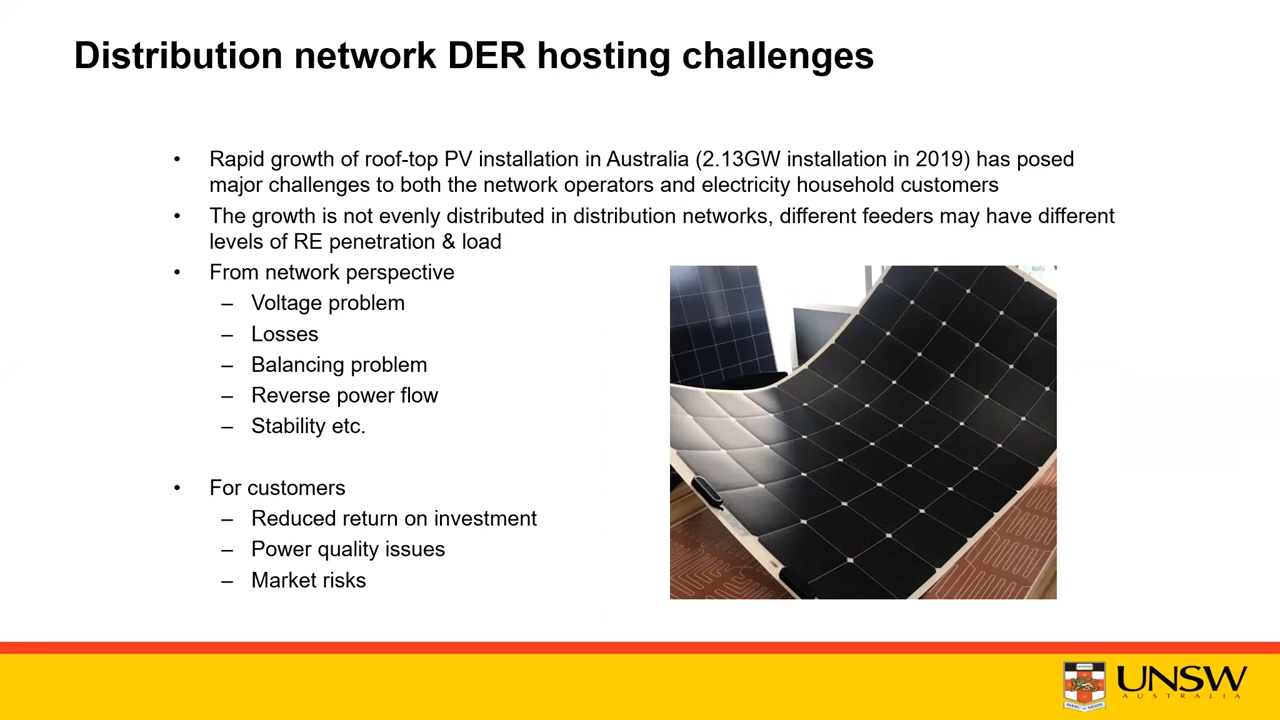 Distribution network DER hosting challenges
• Rapid growth of roof-top PV installation in Australia (2.13GW installation in 2019) has posed
major challenges to both the network operators and electricity household customers
• The growth is not evenly distributed in distribution networks, different feeders may have different
levels of RE penetration & load
• From network perspective
– Voltage problem
– Losses
– Balancing problem
– Reverse power flow
– Stability etc.
• For customers
– Reduced return on investment
– Power quality issues
– Market risks
UNSW
AUSTRALIA